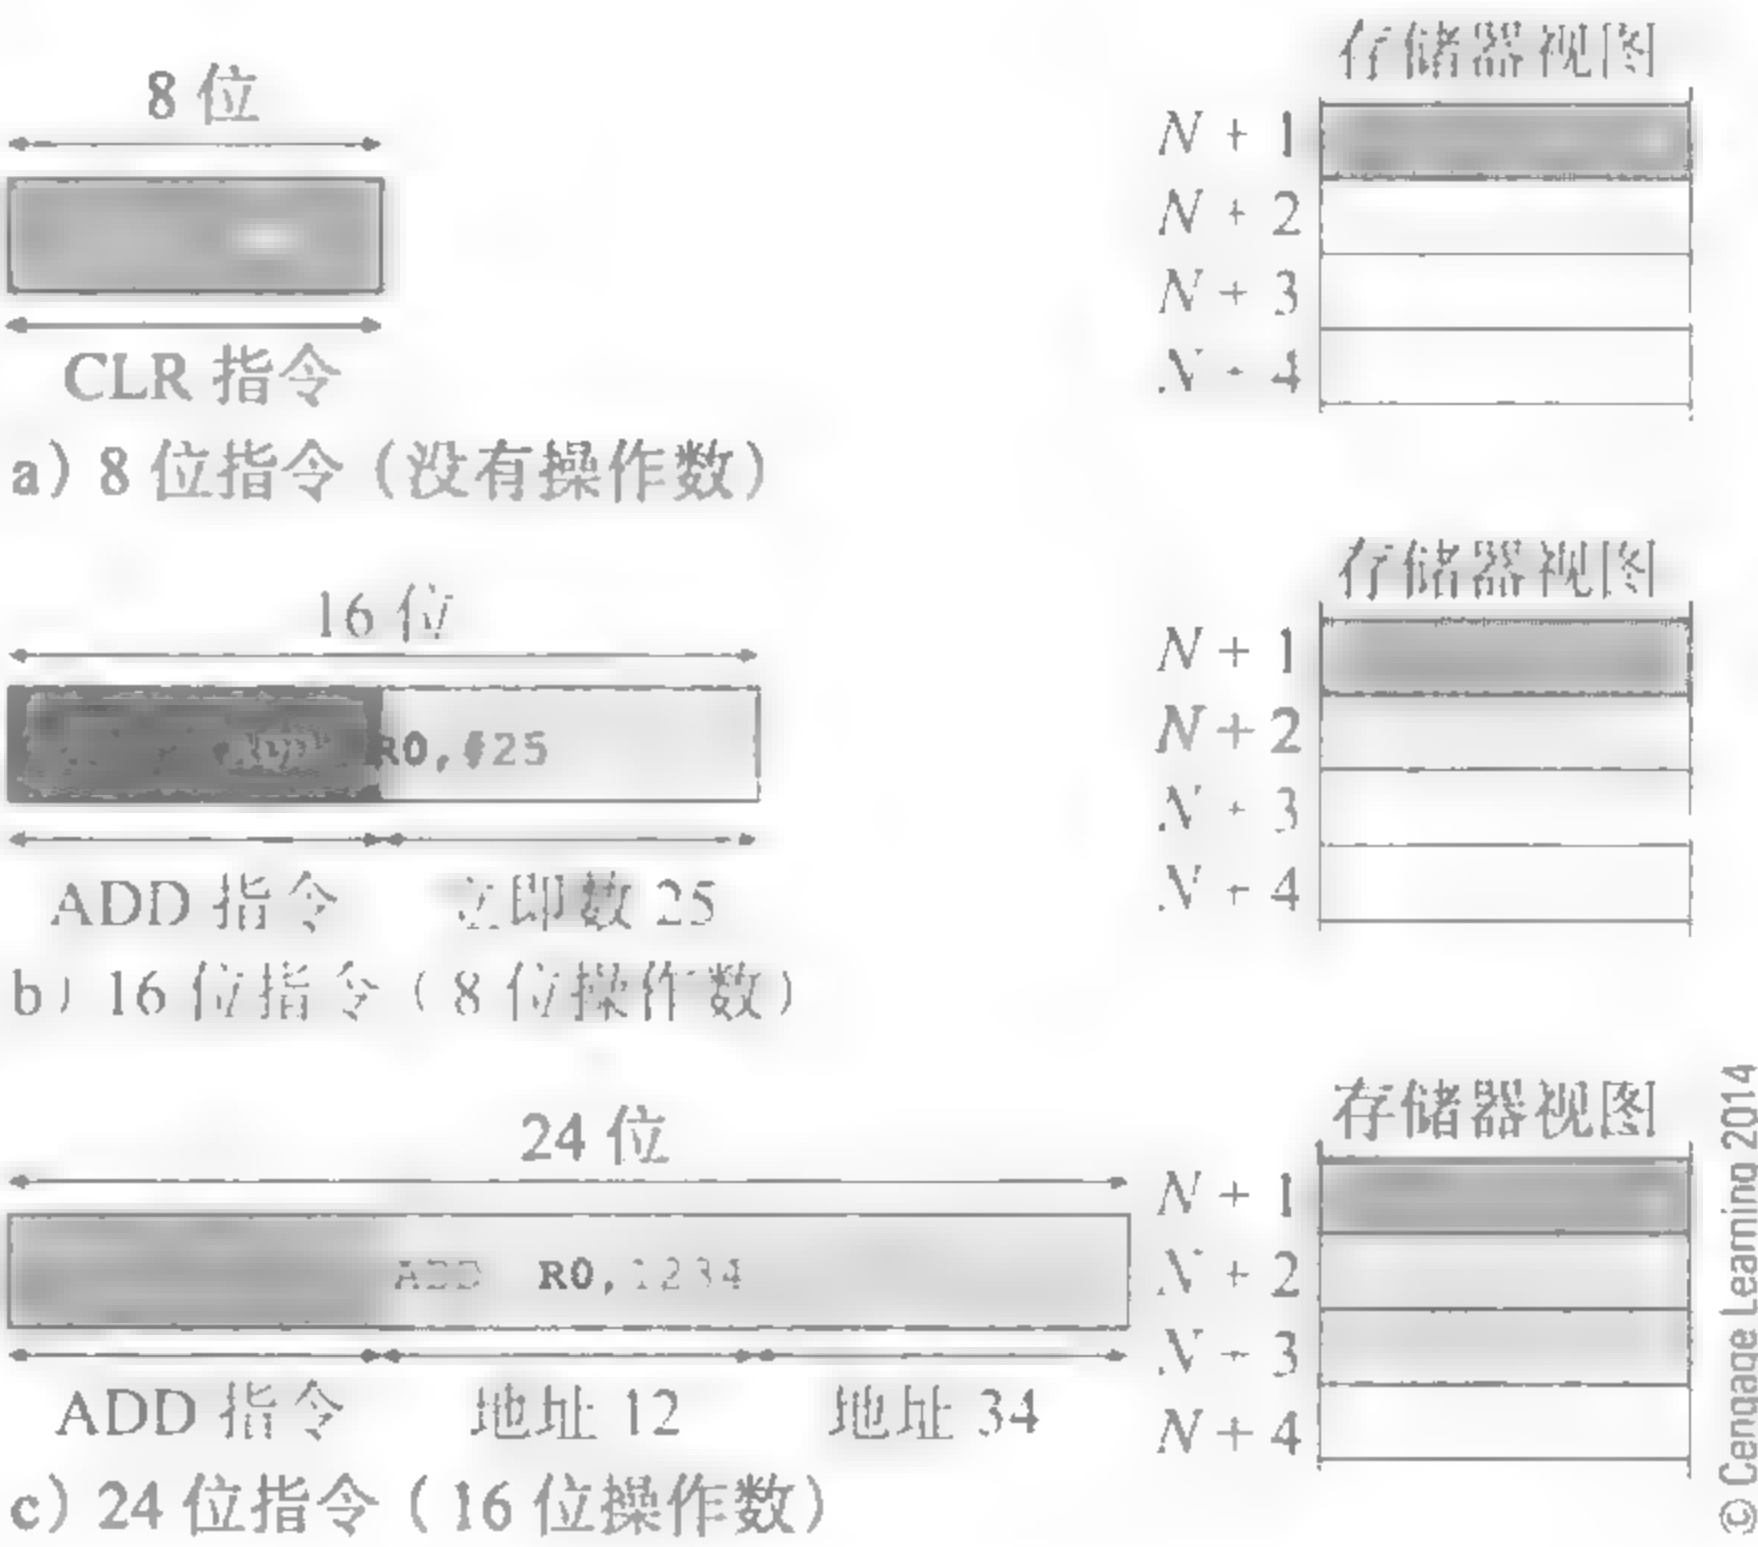 8 位
CLR 指令
a）8 位指令（没有操作数）
存储器视图
N + 1
N + 2
N + 3
N + 4
16 位
R0,#25
ADD 指令 立即数 25
b）16 位指令（8 位操作数）
存储器视图
N + 1
N + 2
N + 3
N + 4
24 位
ADD R0,1234
ADD 指令 地址 12 地址 34
c）24 位指令（16 位操作数）
存储器视图
N + 1
N + 2
N + 3
N + 4
© Cengage Learning 2014